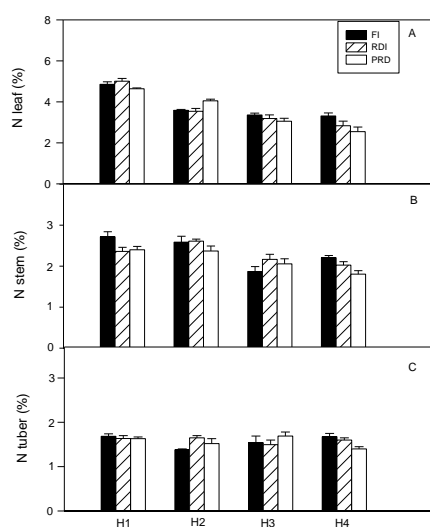 8
6
4
2
0
N leaf (%)
A
FI
RDI
PRD
3
2
1
0
N stem (%)
B
3
2
1
0
N tuber (%)
C
H1 H2 H3 H4